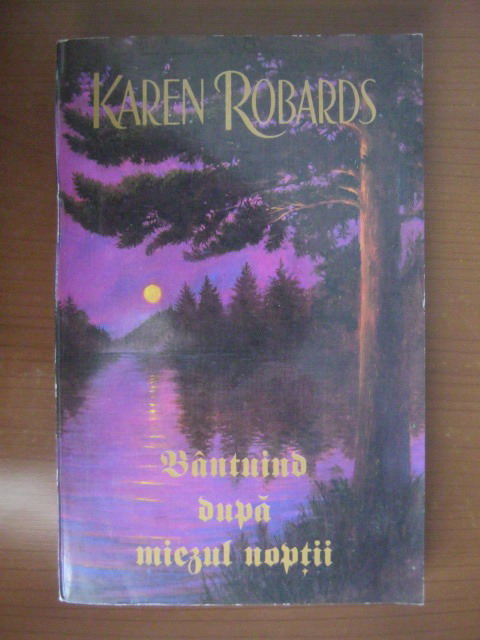 KAREN ROBARDS
Bântuind
după
miezul nopții